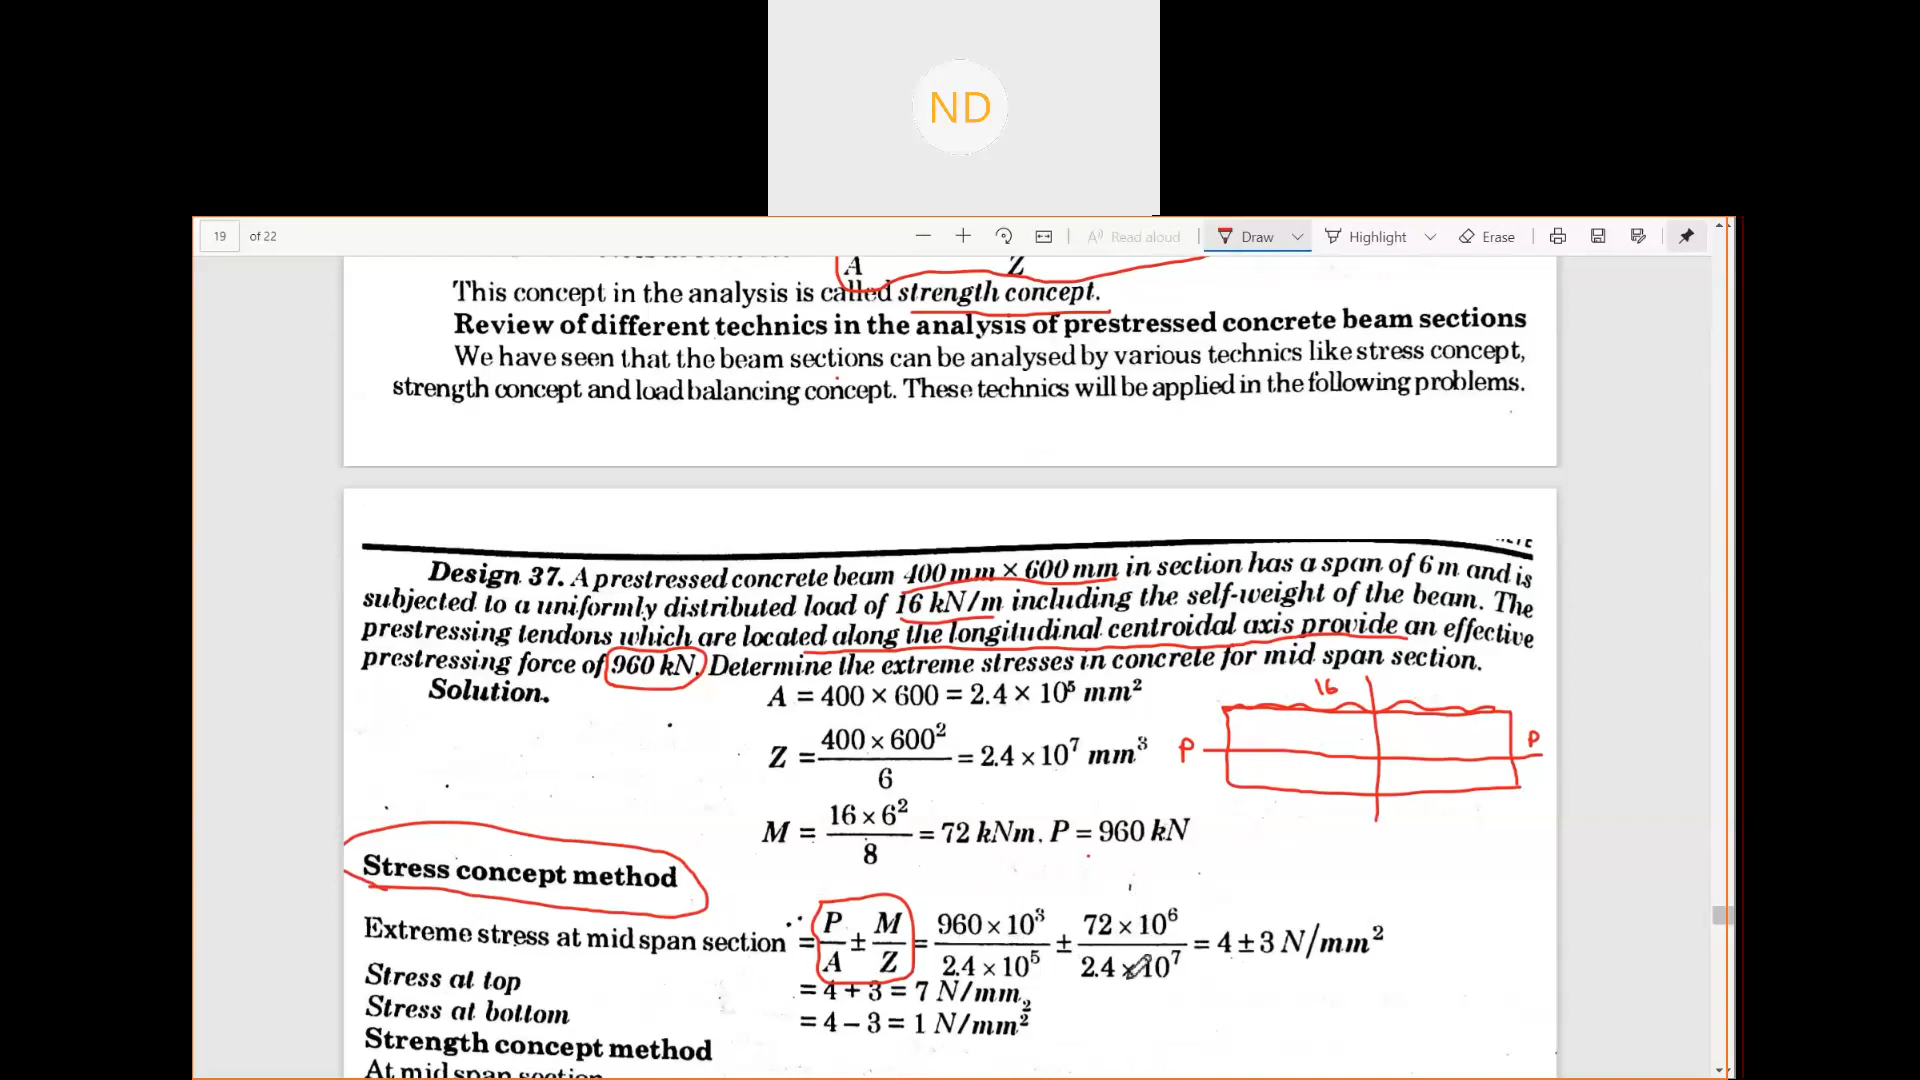 ND
19 of 22 Read aloud Draw Highlight Erase
A Z
This concept in the analysis is called strength concept.
Review of different technics in the analysis of prestressed concrete beam sections
We have seen that the beam sections can be analysed by various technics like stress concept,
strength concept and load balancing concept. These technics will be applied in the following problems.
Design 37. A prestressed concrete beam 400 mm × 600 mm in section has a span of 6 m and is
subjected to a uniformly distributed load of 16 kN/m including the self-weight of the beam. The
prestressing tendons which are located along the longitudinal centroidal axis provide an effective
prestressing force of 960 kN. Determine the extreme stresses in concrete for mid span section.
Solution. A = 400 × 600 = 2.4 × 10⁵ mm²
16
Z = 400 × 600² / 6 = 2.4 × 10⁷ mm³
P P
M = 16 × 6² / 8 = 72 kNm. P = 960 kN
Stress concept method
Extreme stress at mid span section = P/A ± M/Z = 960 × 10³ / 2.4 × 10⁵ ± 72 × 10⁶ / 2.4 × 10⁷ = 4 ± 3 N/mm²
Stress at top = 4 + 3 = 7 N/mm²
Stress at bottom = 4 – 3 = 1 N/mm²
Strength concept method
At mid span section